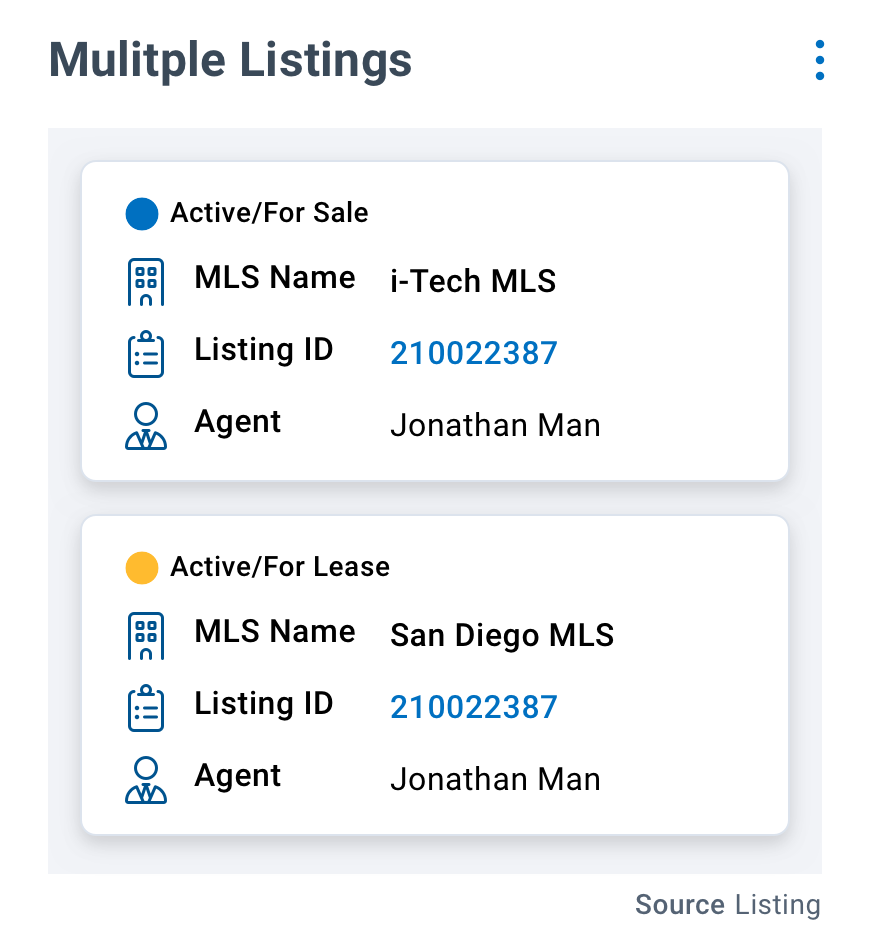 Mulitple Listings
Active/For Sale
MLS Name i-Tech MLS
Listing ID 210022387
Agent Jonathan Man
Active/For Lease
MLS Name San Diego MLS
Listing ID 210022387
Agent Jonathan Man
Source Listing